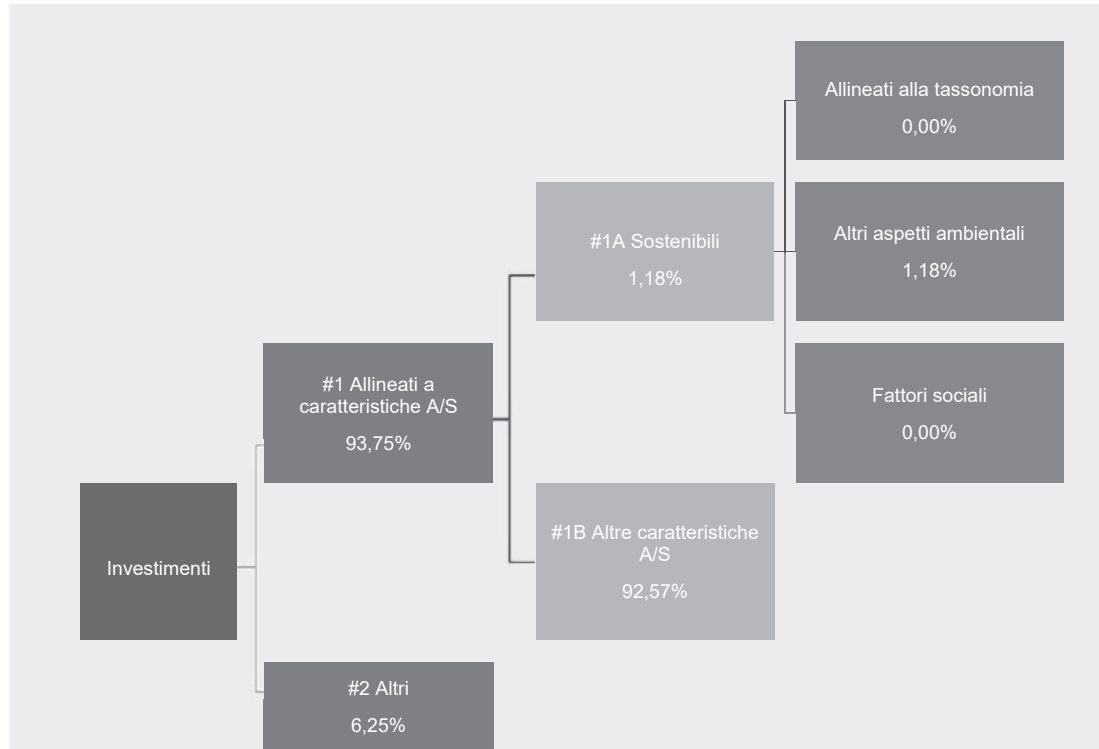 Allineati alla tassonomia
0,00%
#1A Sostenibili
1,18%
Altri aspetti ambientali
1,18%
#1 Allineati a
caratteristiche A/S
93,75%
Fattori sociali
0,00%
Investimenti
#1B Altre caratteristiche
A/S
92,57%
#2 Altri
6,25%